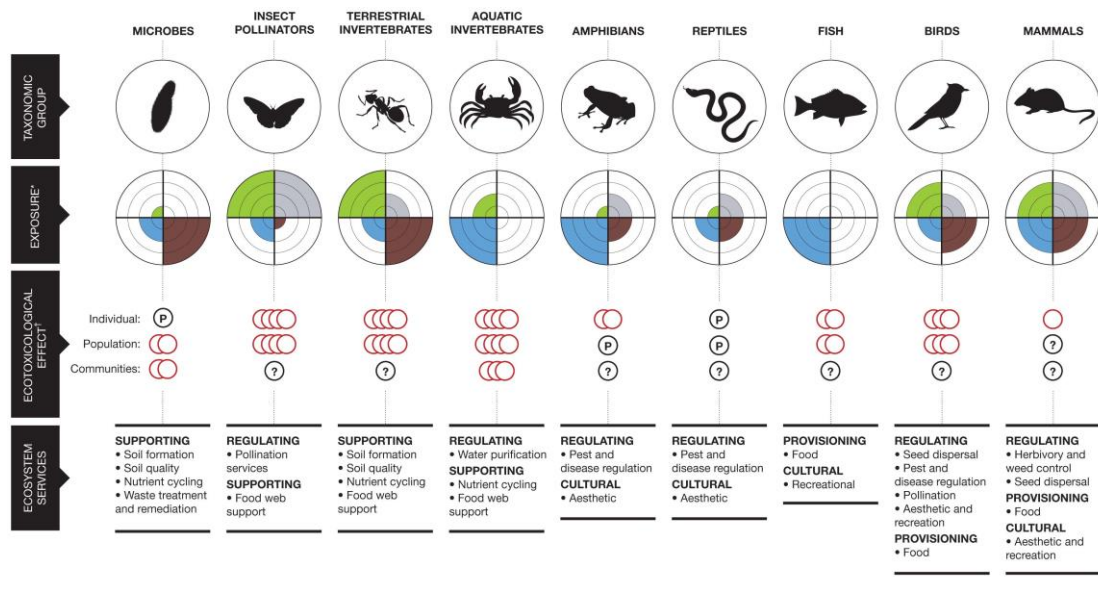 MICROBES
INSECT
POLLINATORS
TERRESTRIAL
INVERTEBRATES
AQUATIC
INVERTEBRATES
AMPHIBIANS
REPTILES
FISH
BIRDS
MAMMALS
TAXONOMIC
GROUP
EXPOSURE*
ECOTOXICOLOGICAL
EFFECT†
Individual: P P
Population: P P ?
Communities: ? ? ? ? ? ? ?
ECOSYSTEM
SERVICES
SUPPORTING
• Soil formation
• Soil quality
• Nutrient cycling
• Waste treatment
and remediation
REGULATING
• Pollination
services
SUPPORTING
• Food web
support
SUPPORTING
• Soil formation
• Soil quality
• Nutrient cycling
• Food web
support
REGULATING
• Water purification
SUPPORTING
• Nutrient cycling
• Food web
support
REGULATING
• Pest and
disease regulation
CULTURAL
• Aesthetic
REGULATING
• Pest and
disease regulation
CULTURAL
• Aesthetic
PROVISIONING
• Food
CULTURAL
• Recreational
REGULATING
• Seed dispersal
• Pest and
disease regulation
• Pollination
• Aesthetic and
recreation
PROVISIONING
• Food
REGULATING
• Herbivory and
weed control
• Seed dispersal
PROVISIONING
• Food
CULTURAL
• Aesthetic and
recreation